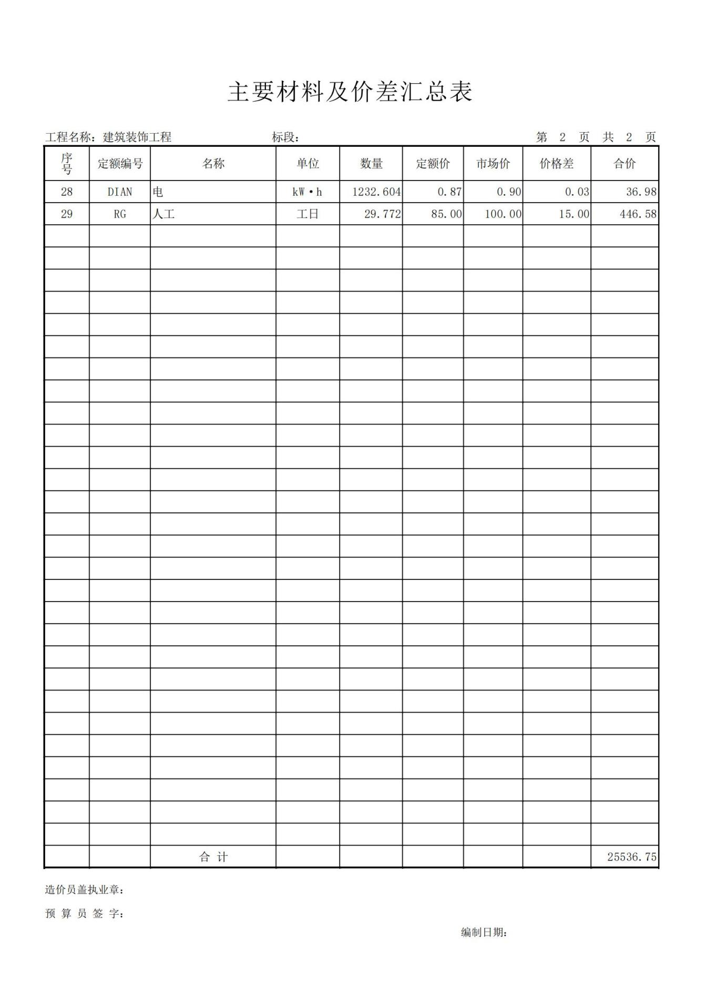 主要材料及价差汇总表
工程名称：建筑装饰工程 标段： 第 2 页 共 2 页
序号 定额编号 名称 单位 数量 定额价 市场价 价格差 合价
28 DIAN 电 kW·h 1232.604 0.87 0.90 0.03 36.98
29 RG 人工 工日 29.772 85.00 100.00 15.00 446.58
合 计 25536.75
造价员盖执业章：
预 算 员 签 字：
编制日期：